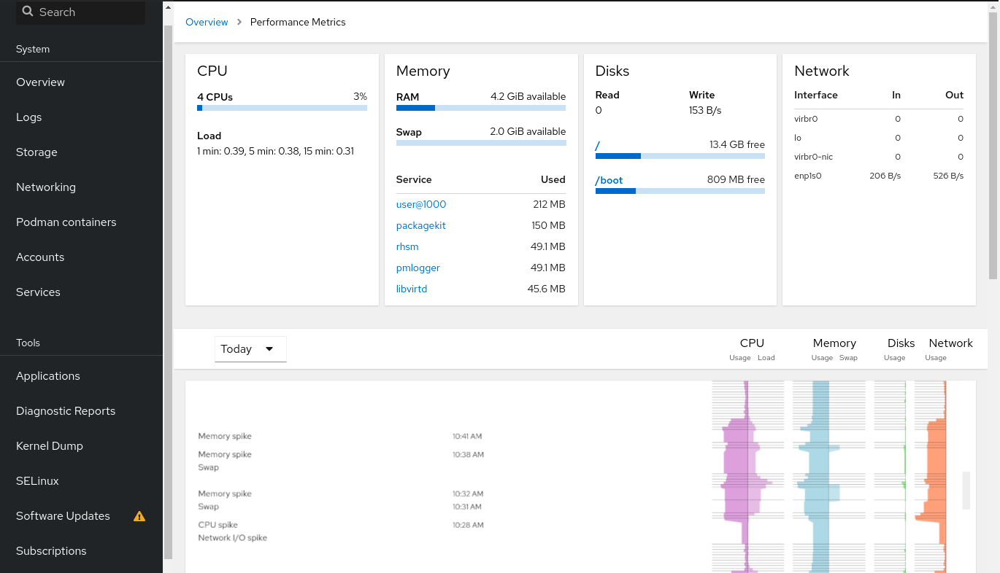 Search
System
Overview
Logs
Storage
Networking
Podman containers
Accounts
Services
Tools
Applications
Diagnostic Reports
Kernel Dump
SELinux
Software Updates
Subscriptions
Overview > Performance Metrics
CPU
4 CPUs 3%
Load
1 min: 0.39, 5 min: 0.38, 15 min: 0.31
Memory
RAM 4.2 GiB available
Swap 2.0 GiB available
Service Used
user@1000 212 MB
packagekit 150 MB
rhsm 49.1 MB
pmlogger 49.1 MB
libvirtd 45.6 MB
Disks
Read Write
0 153 B/s
/ 13.4 GB free
/boot 809 MB free
Network
Interface In Out
virbr0 0 0
lo 0 0
virbr0-nic 0 0
enp1s0 206 B/s 526 B/s
Today
CPU Memory Disks Network
Usage Load Usage Swap Usage Usage
Memory spike 10:41 AM
Memory spike 10:38 AM
Swap
Memory spike 10:32 AM
Swap 10:31 AM
CPU spike 10:28 AM
Network I/O spike